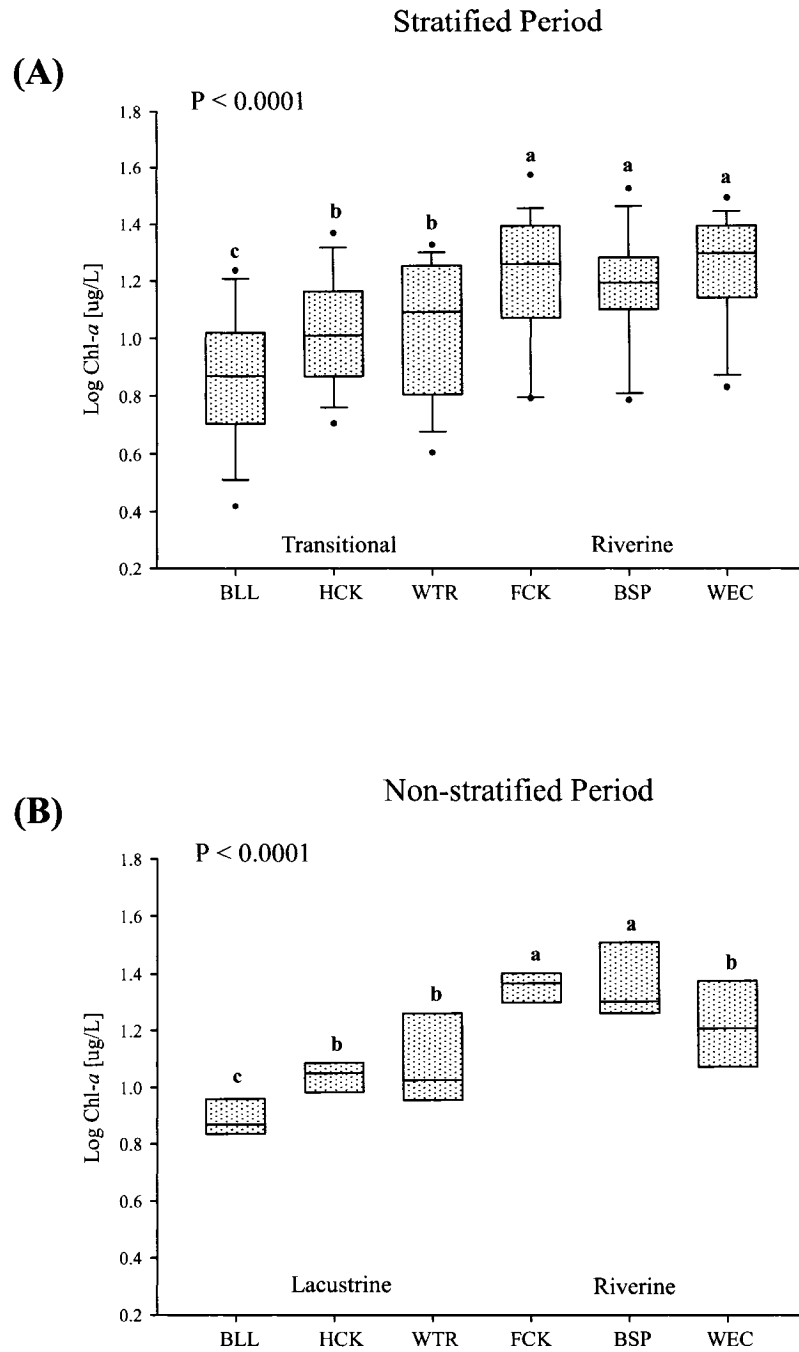 Stratified Period
(A)
P < 0.0001
1.8
1.6
1.4
1.2
1.0
0.8
0.6
0.4
0.2
Log Chl-a [ug/L]
c
b
b
a
a
a
Transitional
Riverine
BLL
HCK
WTR
FCK
BSP
WEC
Non-stratified Period
(B)
P < 0.0001
1.8
1.6
1.4
1.2
1.0
0.8
0.6
0.4
0.2
Log Chl-a [ug/L]
c
b
b
a
a
b
Lacustrine
Riverine
BLL
HCK
WTR
FCK
BSP
WEC